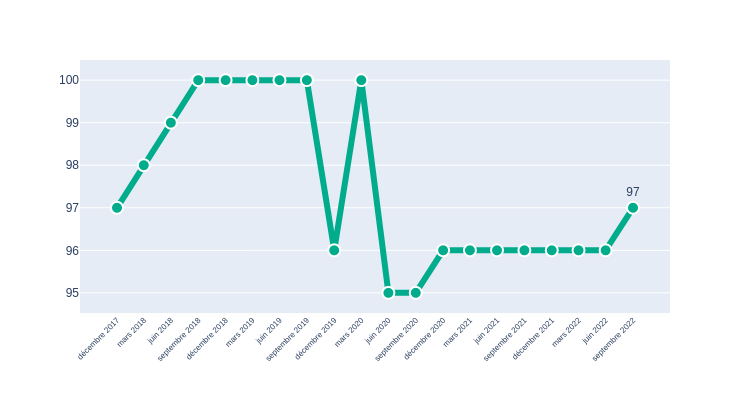 100
99
98
97
96
95
97
décembre 2017
mars 2018
juin 2018
septembre 2018
décembre 2018
mars 2019
juin 2019
septembre 2019
décembre 2019
mars 2020
juin 2020
septembre 2020
décembre 2020
mars 2021
juin 2021
septembre 2021
décembre 2021
mars 2022
juin 2022
septembre 2022